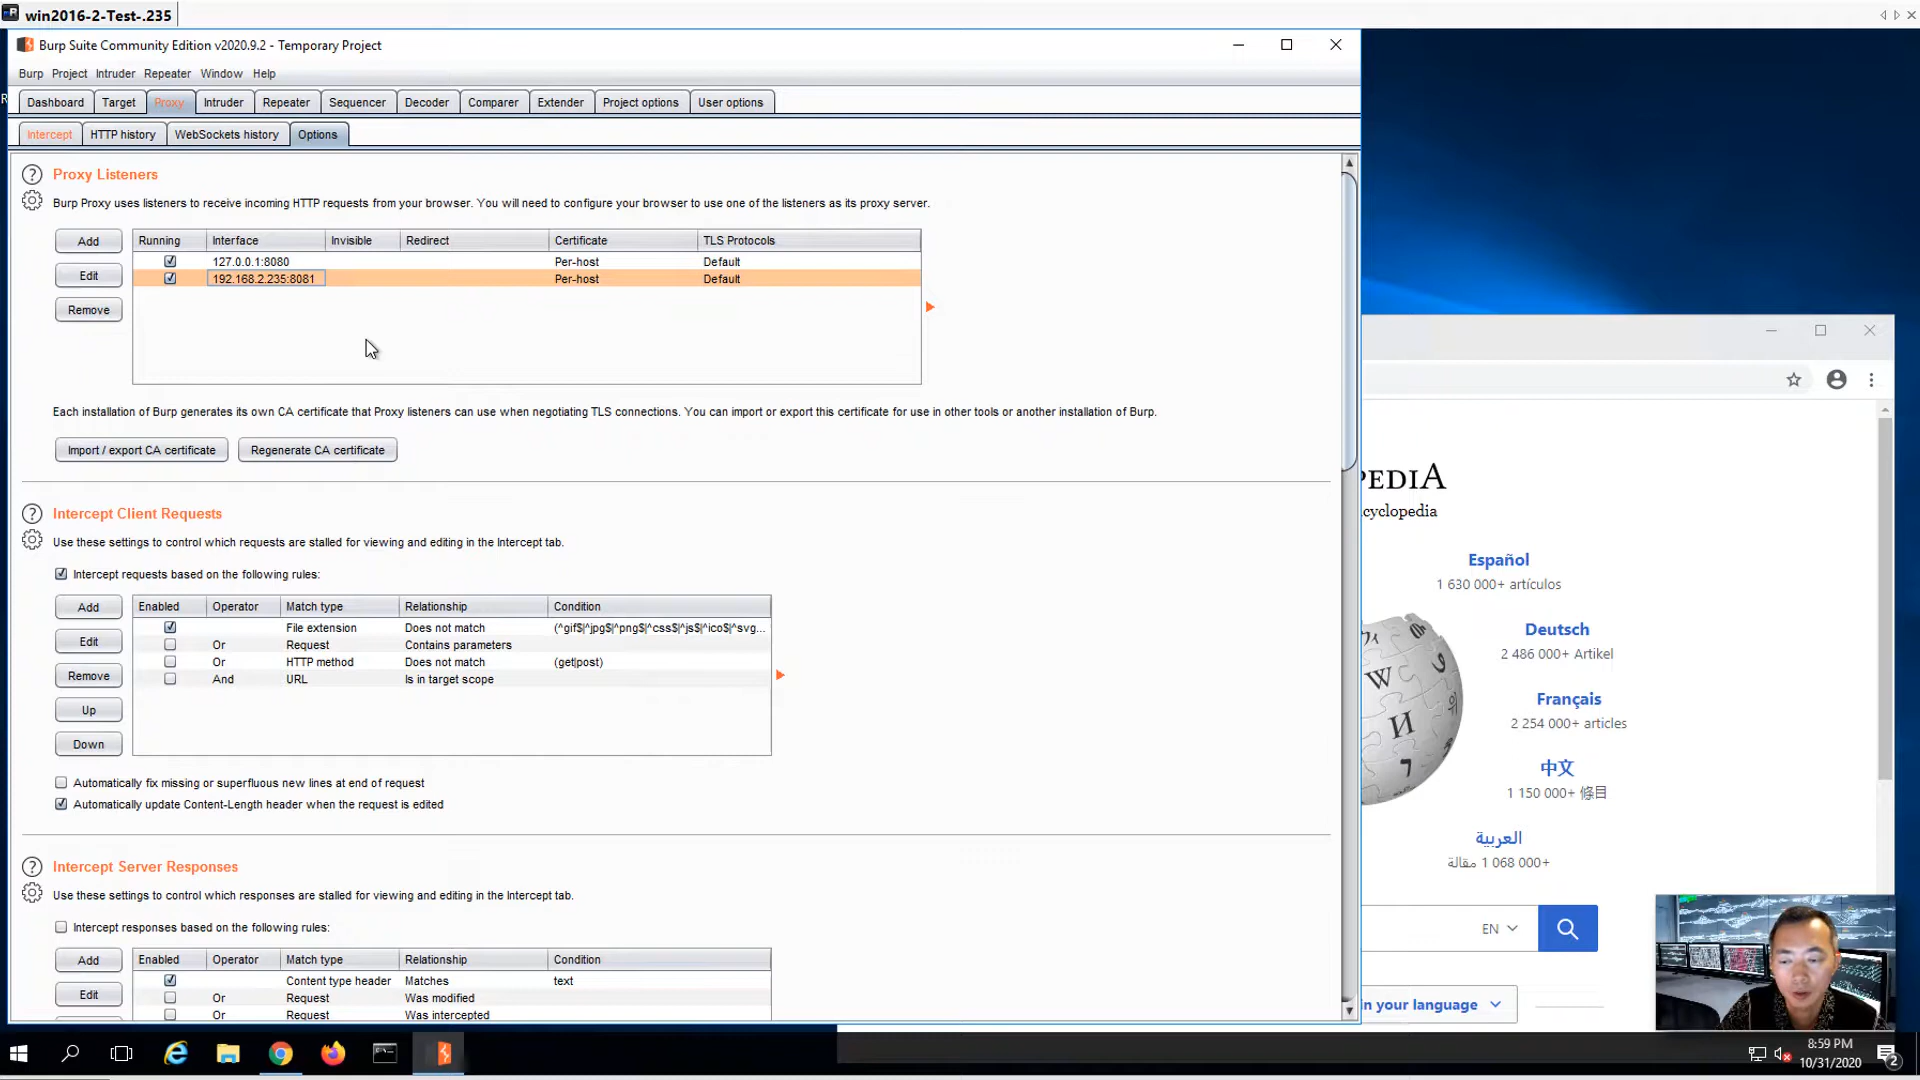 win2016-2-Test-.235
Burp Suite Community Edition v2020.9.2 - Temporary Project
Burp Project Intruder Repeater Window Help
Dashboard Target Proxy Intruder Repeater Sequencer Decoder Comparer Extender Project options User options
Intercept HTTP history WebSockets history Options
Proxy Listeners
Burp Proxy uses listeners to receive incoming HTTP requests from your browser. You will need to configure your browser to use one of the listeners as its proxy server.
Add
Edit
Remove
Running Interface Invisible Redirect Certificate TLS Protocols
127.0.0.1:8080 Per-host Default
192.168.2.235:8081 Per-host Default
Each installation of Burp generates its own CA certificate that Proxy listeners can use when negotiating TLS connections. You can import or export this certificate for use in other tools or another installation of Burp.
Import / export CA certificate Regenerate CA certificate
Intercept Client Requests
Use these settings to control which requests are stalled for viewing and editing in the Intercept tab.
Intercept requests based on the following rules:
Add
Edit
Remove
Up
Down
Enabled Operator Match type Relationship Condition
File extension Does not match (^gif$|^jpg$|^png$|^css$|^js$|^ico$|^svg...
Or Request Contains parameters
Or HTTP method Does not match (get|post)
And URL Is in target scope
Automatically fix missing or superfluous new lines at end of request
Automatically update Content-Length header when the request is edited
Intercept Server Responses
Use these settings to control which responses are stalled for viewing and editing in the Intercept tab.
Intercept responses based on the following rules:
Add
Edit
Enabled Operator Match type Relationship Condition
Content type header Matches text
Or Request Was modified
Or Request Was intercepted
PEDIA
cyclopedia
Español
1 630 000+ artículos
Deutsch
2 486 000+ Artikel
Français
2 254 000+ articles
中文
1 150 000+ 條目
العربية
1 068 000+ مقالة
EN
in your language
8:59 PM
10/31/2020
2